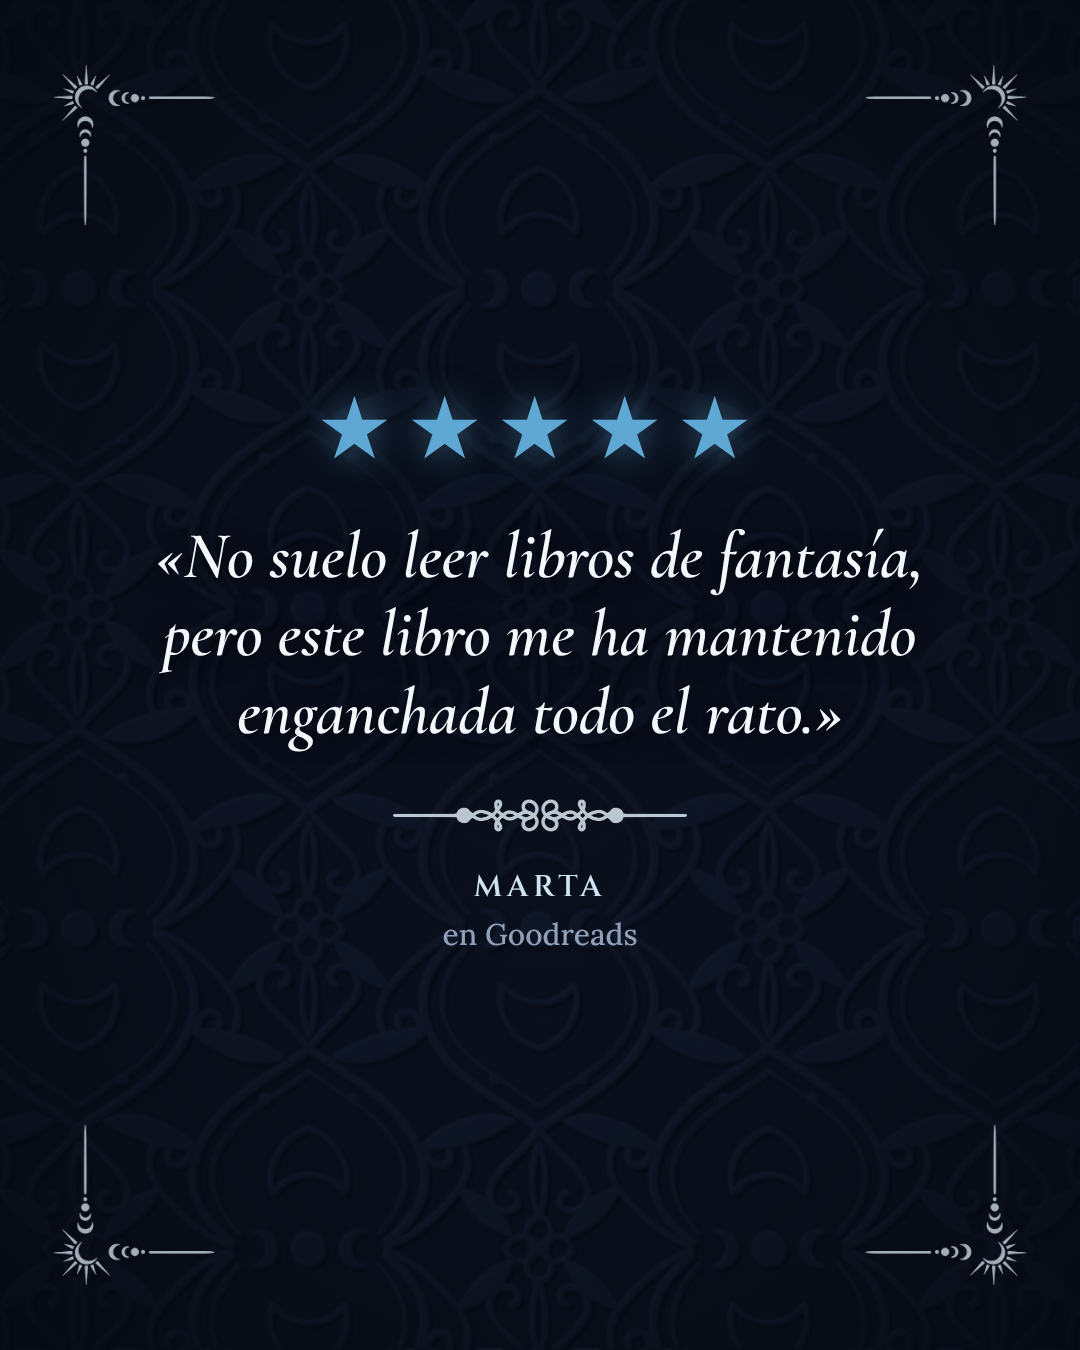 «No suelo leer libros de fantasía,
pero este libro me ha mantenido
enganchada todo el rato.»
MARTA
en Goodreads